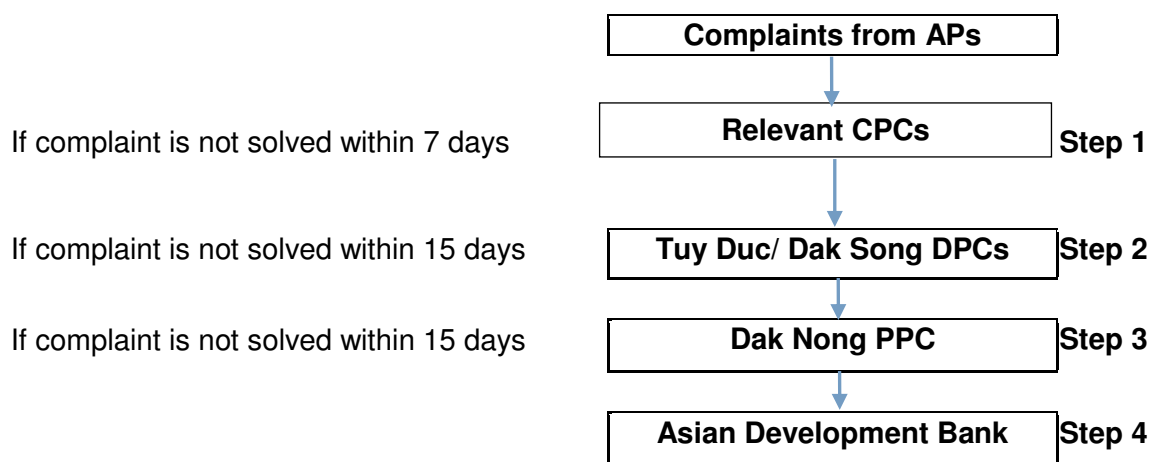 Complaints from APs
If complaint is not solved within 7 days Relevant CPCs Step 1
If complaint is not solved within 15 days Tuy Duc/ Dak Song DPCs Step 2
If complaint is not solved within 15 days Dak Nong PPC Step 3
Asian Development Bank Step 4